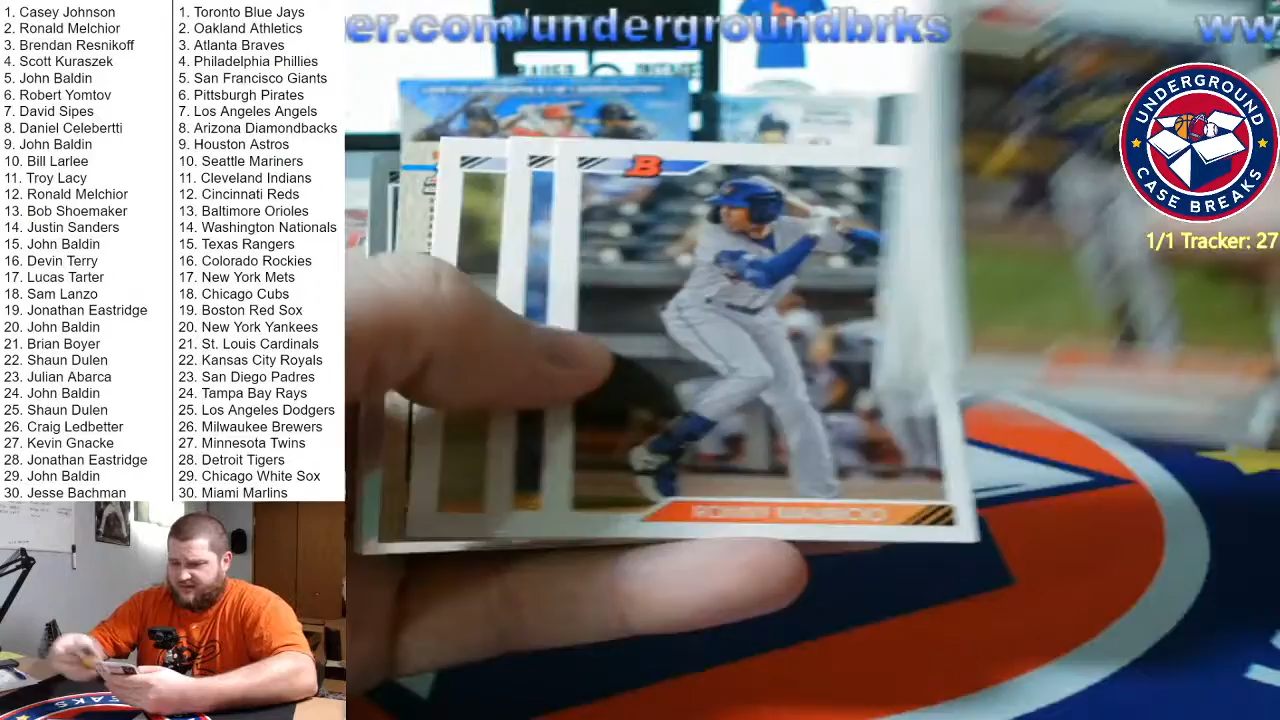 1. Casey Johnson
2. Ronald Melchior
3. Brendan Resnikoff
4. Scott Kuraszek
5. John Baldin
6. Robert Yomtov
7. David Sipes
8. Daniel Celebertti
9. John Baldin
10. Bill Larlee
11. Troy Lacy
12. Ronald Melchior
13. Bob Shoemaker
14. Justin Sanders
15. John Baldin
16. Devin Terry
17. Lucas Tarter
18. Sam Lanzo
19. Jonathan Eastridge
20. John Baldin
21. Brian Boyer
22. Shaun Dulen
23. Julian Abarca
24. John Baldin
25. Shaun Dulen
26. Craig Ledbetter
27. Kevin Gnacke
28. Jonathan Eastridge
29. John Baldin
30. Jesse Bachman
1. Toronto Blue Jays
2. Oakland Athletics
3. Atlanta Braves
4. Philadelphia Phillies
5. San Francisco Giants
6. Pittsburgh Pirates
7. Los Angeles Angels
8. Arizona Diamondbacks
9. Houston Astros
10. Seattle Mariners
11. Cleveland Indians
12. Cincinnati Reds
13. Baltimore Orioles
14. Washington Nationals
15. Texas Rangers
16. Colorado Rockies
17. New York Mets
18. Chicago Cubs
19. Boston Red Sox
20. New York Yankees
21. St. Louis Cardinals
22. Kansas City Royals
23. San Diego Padres
24. Tampa Bay Rays
25. Los Angeles Dodgers
26. Milwaukee Brewers
27. Minnesota Twins
28. Detroit Tigers
29. Chicago White Sox
30. Miami Marlins
er.com/undergroundbrks
ww
UNDERGROUND
CASE BREAKS
1/1 Tracker: 27
B
RONNY MAURICIO